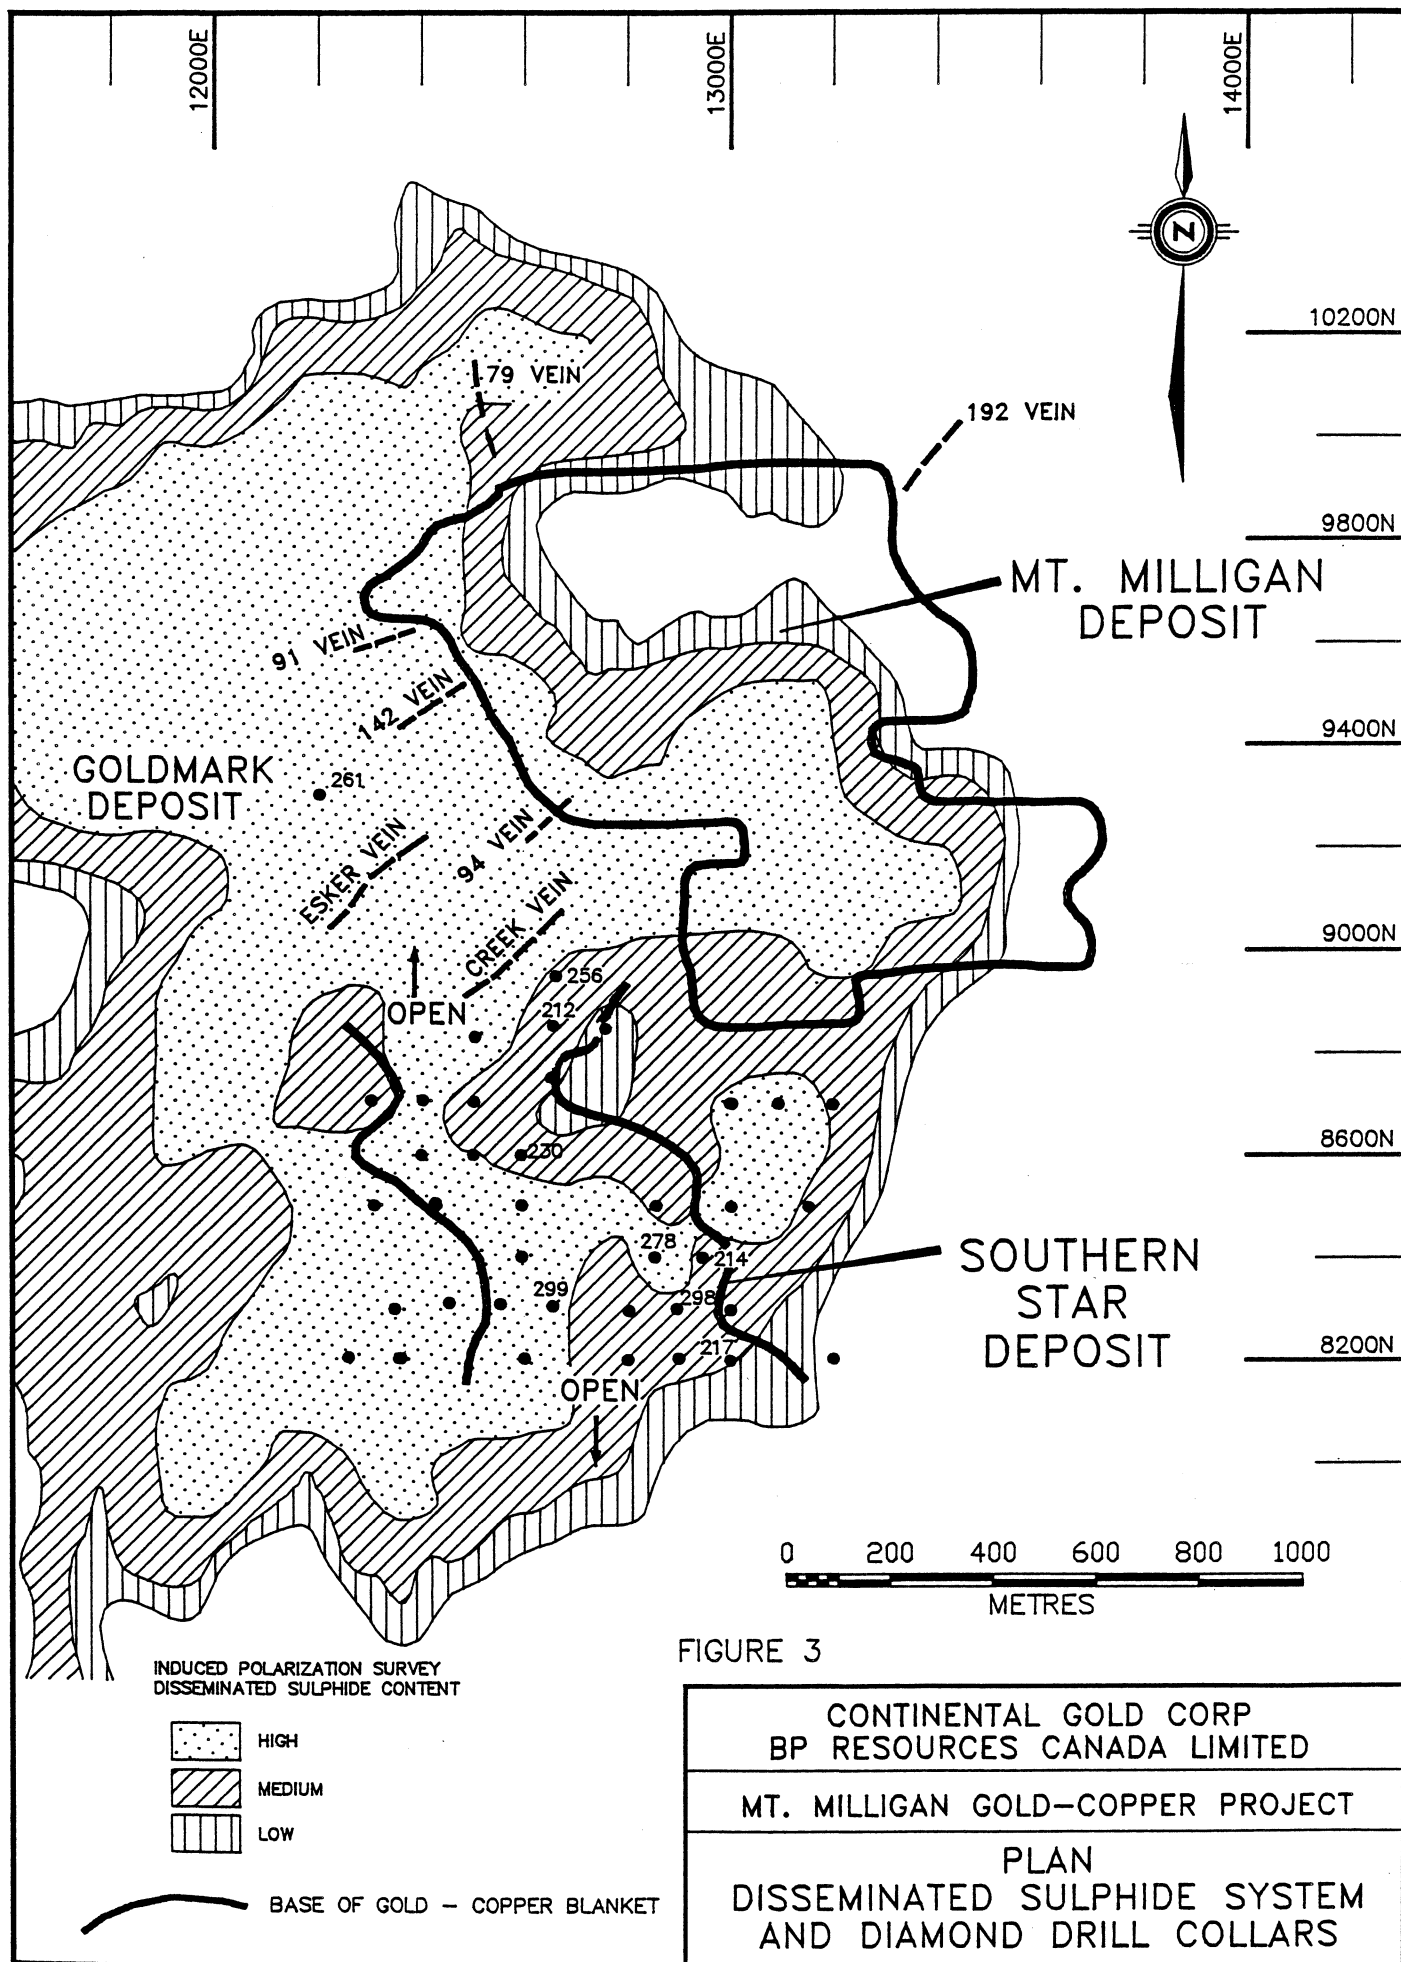 12000E
13000E
14000E
N
10200N
79 VEIN
192 VEIN
9800N
MT. MILLIGAN
DEPOSIT
91 VEIN
142 VEIN
9400N
GOLDMARK
DEPOSIT
261
ESKER VEIN
94 VEIN
CREEK VEIN
9000N
256
OPEN
212
230
8600N
278
214
SOUTHERN
STAR
DEPOSIT
299
298
217
8200N
OPEN
0 200 400 600 800 1000
METRES
FIGURE 3
INDUCED POLARIZATION SURVEY
DISSEMINATED SULPHIDE CONTENT
HIGH
MEDIUM
LOW
BASE OF GOLD - COPPER BLANKET
CONTINENTAL GOLD CORP
BP RESOURCES CANADA LIMITED
MT. MILLIGAN GOLD-COPPER PROJECT
PLAN
DISSEMINATED SULPHIDE SYSTEM
AND DIAMOND DRILL COLLARS